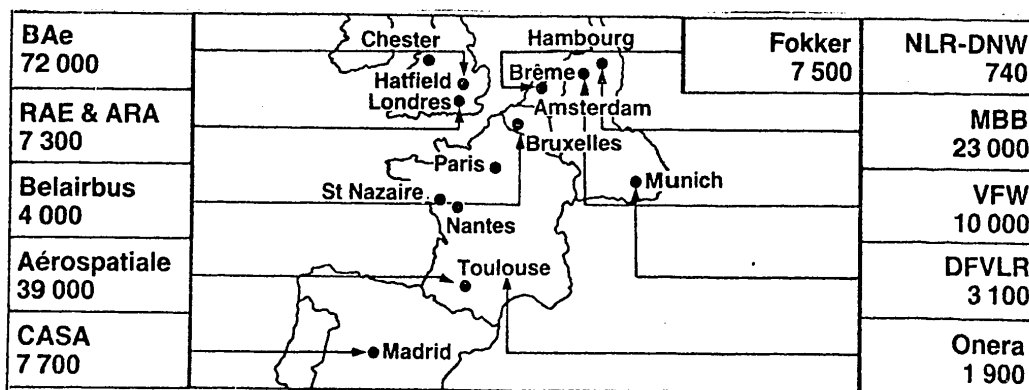 BAe
72 000
RAE & ARA
7 300
Belairbus
4 000
Aérospatiale
39 000
CASA
7 700
Chester
Hatfield
Londres
Hambourg
Brême
Amsterdam
Bruxelles
Paris
St Nazaire
Nantes
Munich
Toulouse
Madrid
Fokker
7 500
NLR-DNW
740
MBB
23 000
VFW
10 000
DFVLR
3 100
Onera
1 900